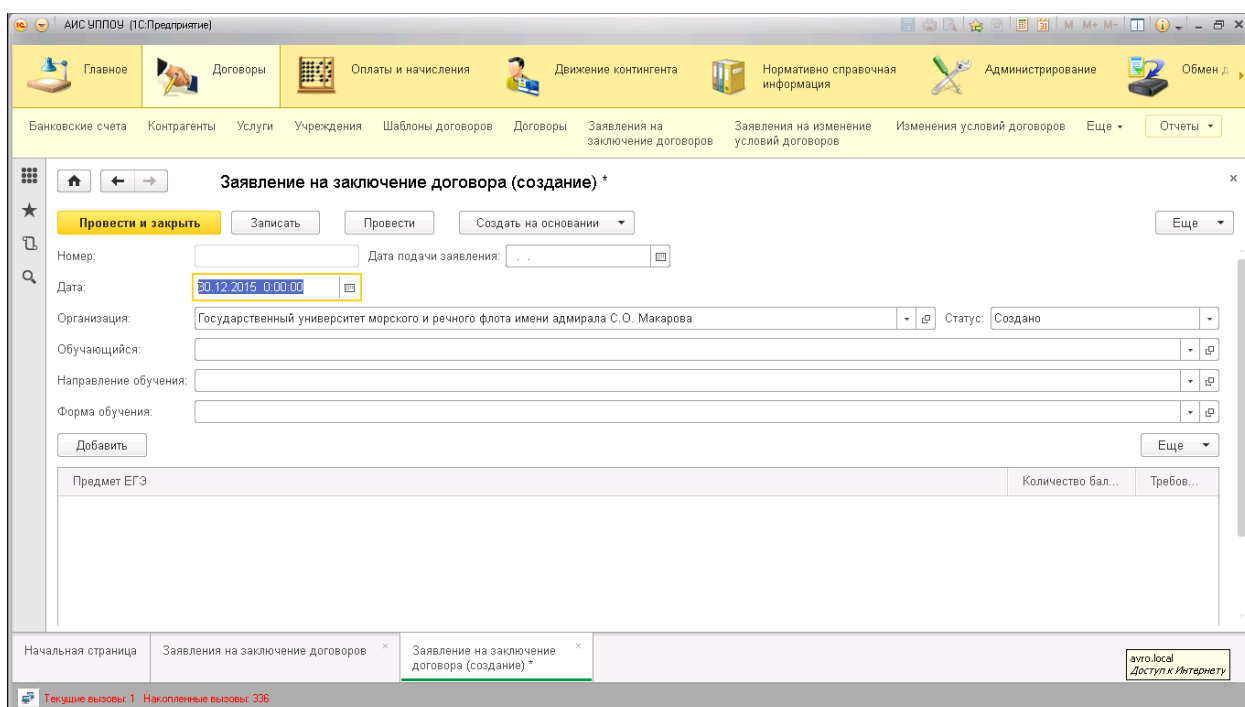 АИС УППОУ (1С:Предприятие)
M M+ M-
Главное
Договоры
Оплаты и начисления
Движение контингента
Нормативно справочная
информация
Администрирование
Обмен д
Банковские счета
Контрагенты
Услуги
Учреждения
Шаблоны договоров
Договоры
Заявления на
заключение договоров
Заявления на изменение
условий договоров
Изменения условий договоров
Еще
Отчеты
Заявление на заключение договора (создание) *
Провести и закрыть
Записать
Провести
Создать на основании
Еще
Номер:
Дата подачи заявления: . .
Дата: 30.12.2015 0:00:00
Организация: Государственный университет морского и речного флота имени адмирала С.О. Макарова
Статус: Создано
Обучающийся:
Направление обучения:
Форма обучения:
Добавить
Еще
Предмет ЕГЭ
Количество бал...
Требов...
Начальная страница
Заявления на заключение договоров
Заявление на заключение
договора (создание) *
avro.local
Доступ к Интернету
Текущие вызовы: 1 Накопленные вызовы: 336